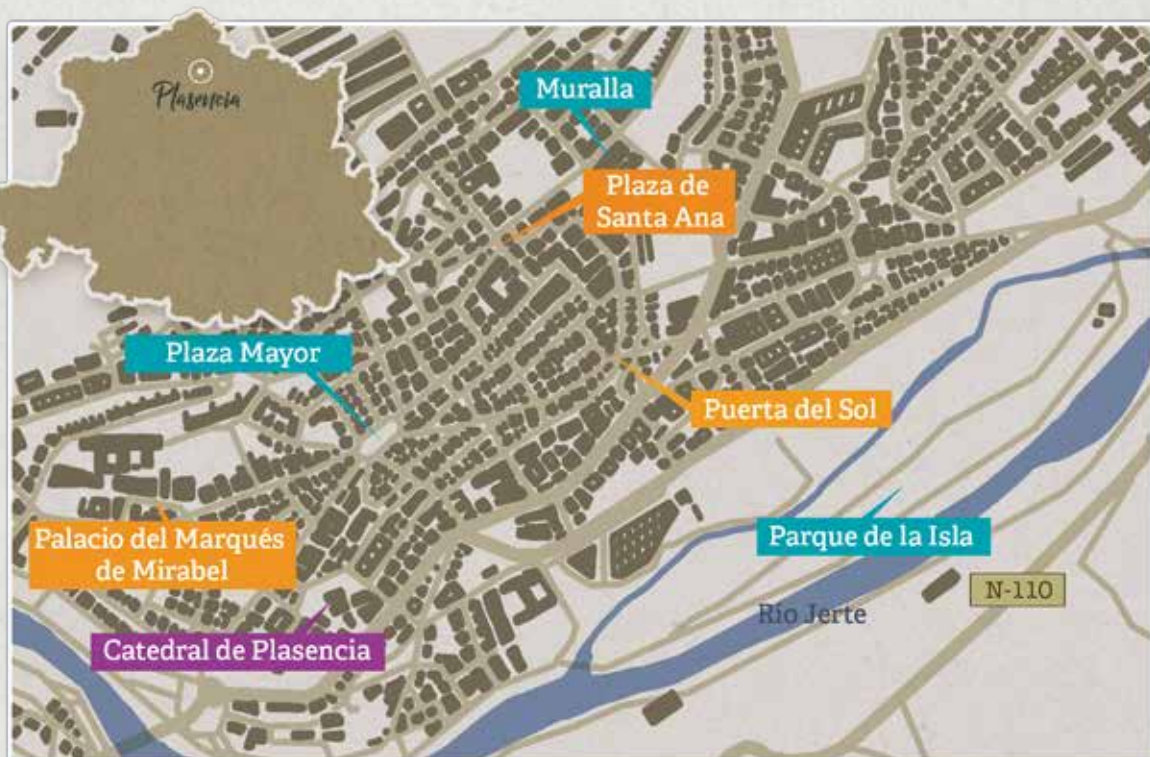 Plasencia
Muralla
Plaza de
Santa Ana
Plaza Mayor
Puerta del Sol
Palacio del Marqués
de Mirabel
Parque de la Isla
N-110
Río Jerte
Catedral de Plasencia